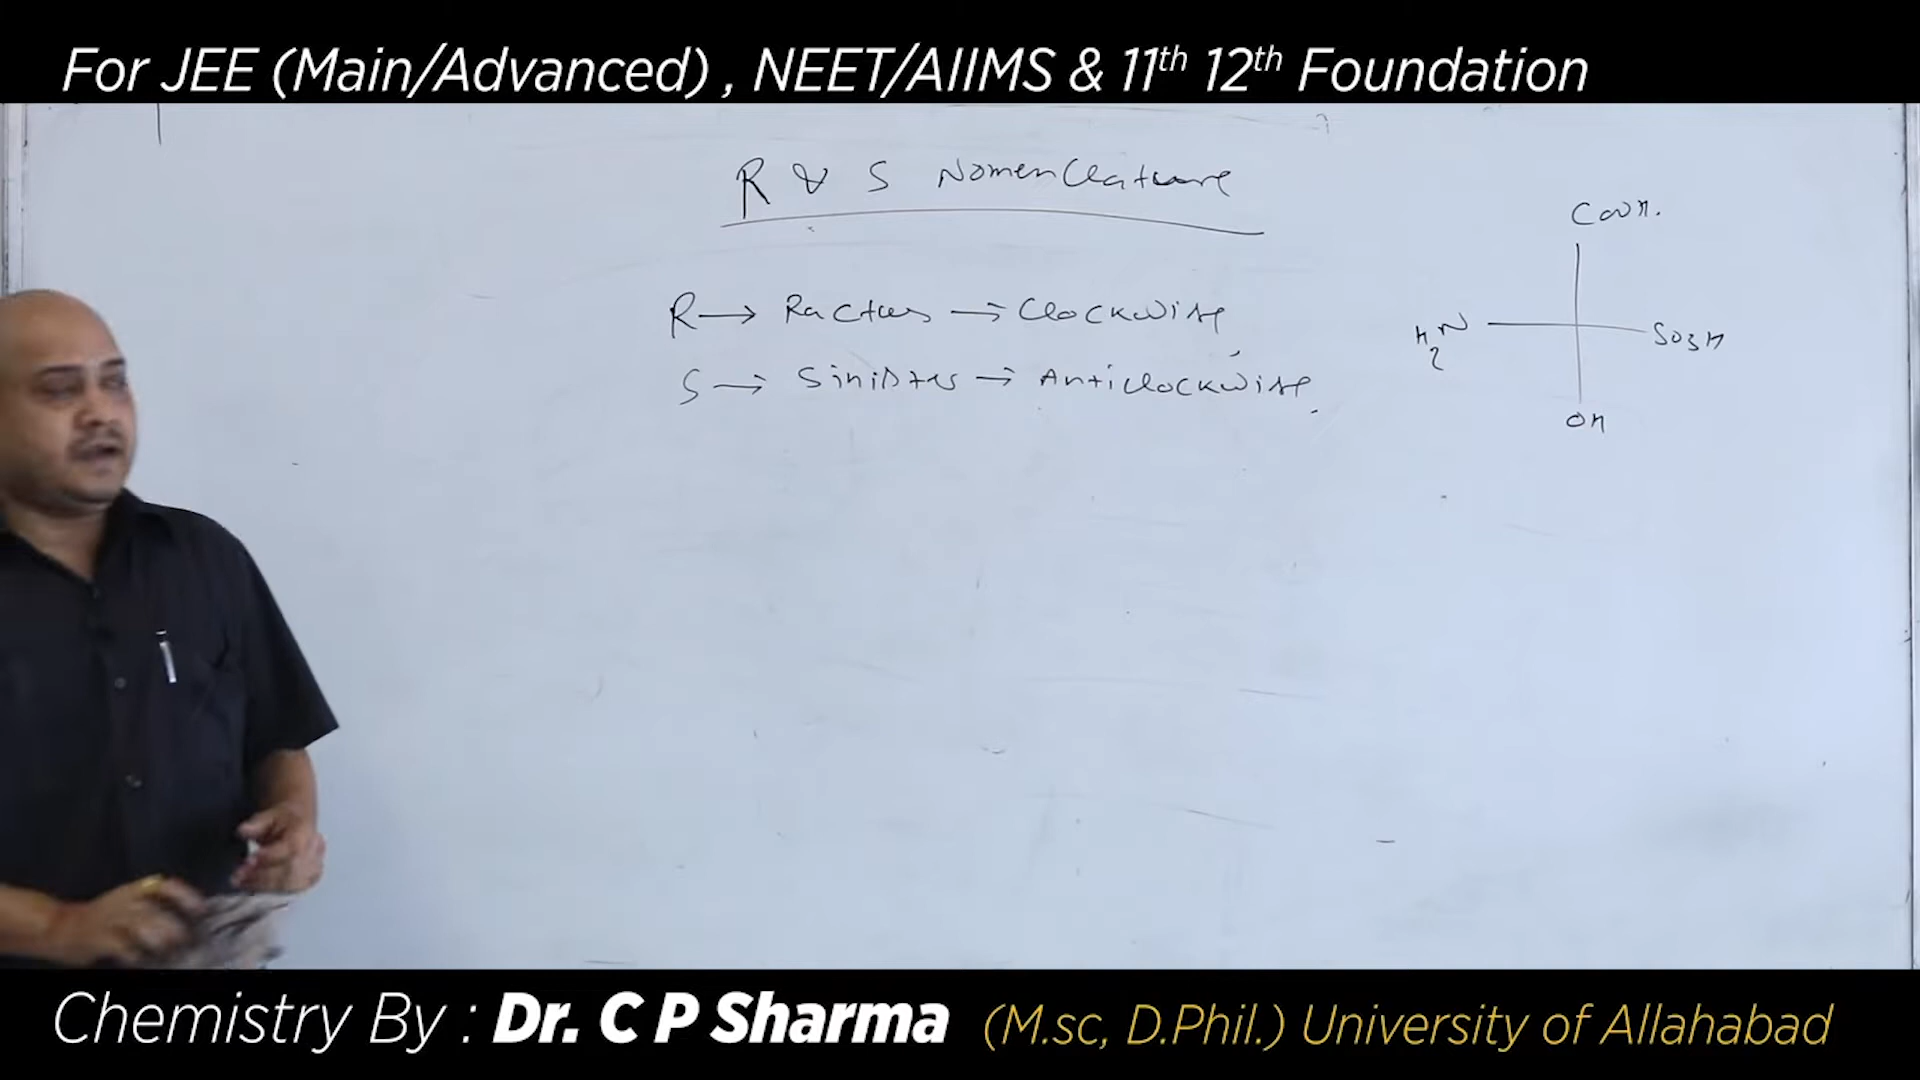 For JEE (Main/Advanced) , NEET/AIIMS & 11th 12th Foundation
R & S Nomenclature
R → Ractus → Clockwise
S → Sinister → Anticlockwise.
COOH.
H2N
SO3H
OH
Chemistry By : Dr. C P Sharma (M.sc, D.Phil.) University of Allahabad